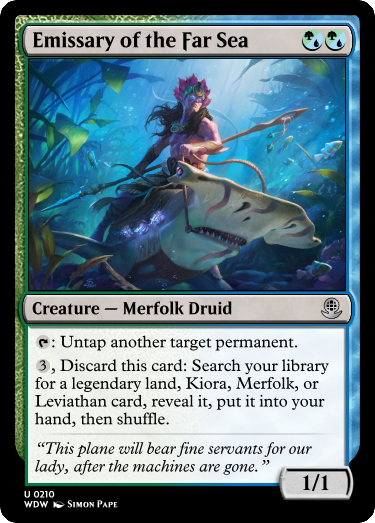 Emissary of the Far Sea
Creature — Merfolk Druid
: Untap another target permanent.
3, Discard this card: Search your library
for a legendary land, Kiora, Merfolk, or
Leviathan card, reveal it, put it into your
hand, then shuffle.
“This plane will bear fine servants for our
lady, after the machines are gone.”
1/1
U 0210
WDW Simon Pape